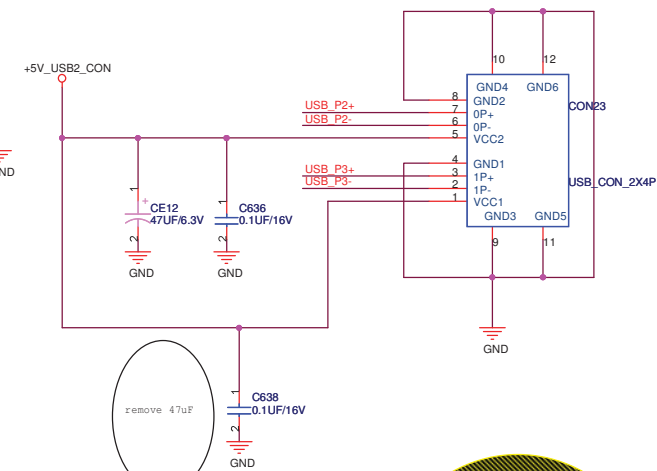 10
12
+5V_USB2_CON
GND4
GND6
8
GND2
CON23
USB_P2+
7
0P+
USB_P2-
6
0P-
5
VCC2
4
GND1
USB_P3+
3
1P+
USB_P3-
2
1P-
USB_CON_2X4P
1
VCC1
GND3
GND5
9
11
1
+
CE12
47UF/6.3V
2
GND
1
C636
0.1UF/16V
2
GND
ND
GND
remove 47uF
1
C638
0.1UF/16V
2
GND